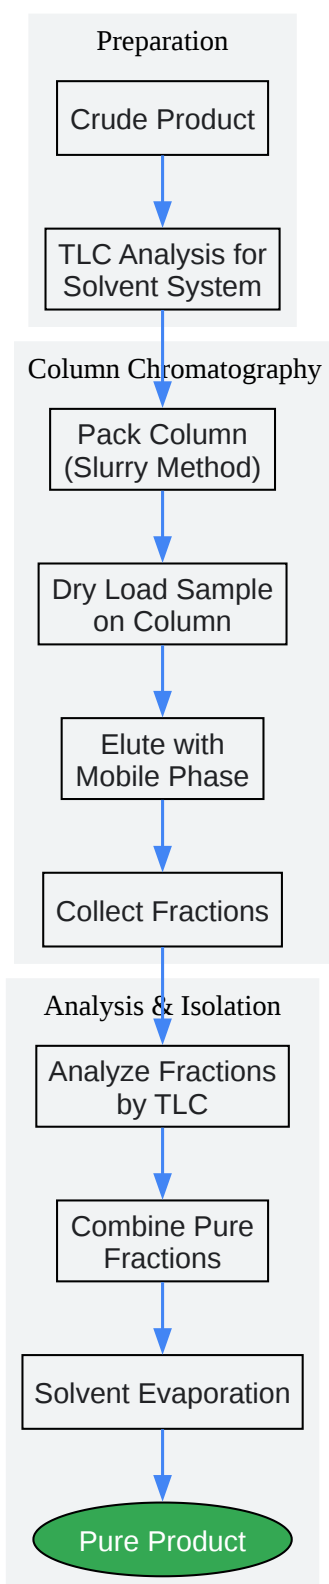 Preparation
Crude Product
TLC Analysis for
Solvent System
Column Chromatography
Pack Column
(Slurry Method)
Dry Load Sample
on Column
Elute with
Mobile Phase
Collect Fractions
Analysis & Isolation
Analyze Fractions
by TLC
Combine Pure
Fractions
Solvent Evaporation
Pure Product